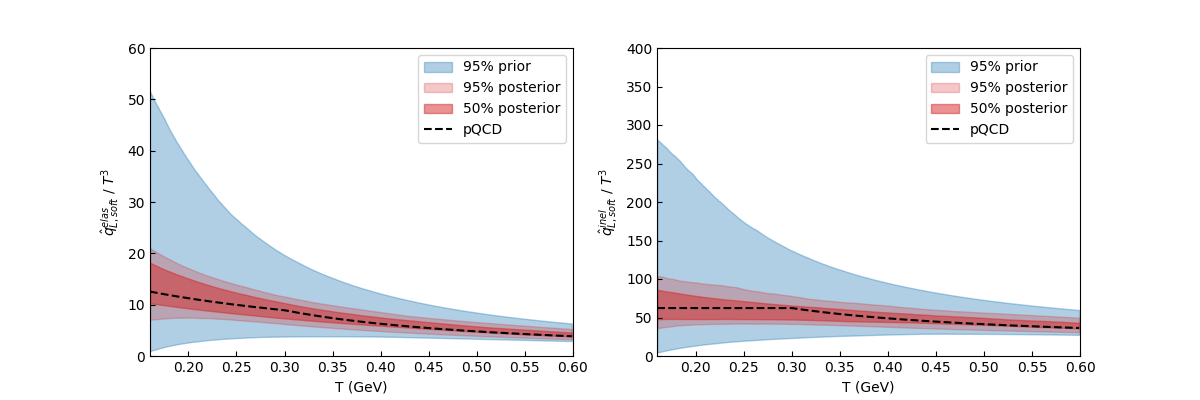 60
50
40
30
20
10
0
0.20 0.25 0.30 0.35 0.40 0.45 0.50 0.55 0.60
T (GeV)
q̂^{elas}_{L, soft} / T^3
95% prior
95% posterior
50% posterior
pQCD
400
350
300
250
200
150
100
50
0
0.20 0.25 0.30 0.35 0.40 0.45 0.50 0.55 0.60
T (GeV)
q̂^{inel}_{L, soft} / T^3
95% prior
95% posterior
50% posterior
pQCD